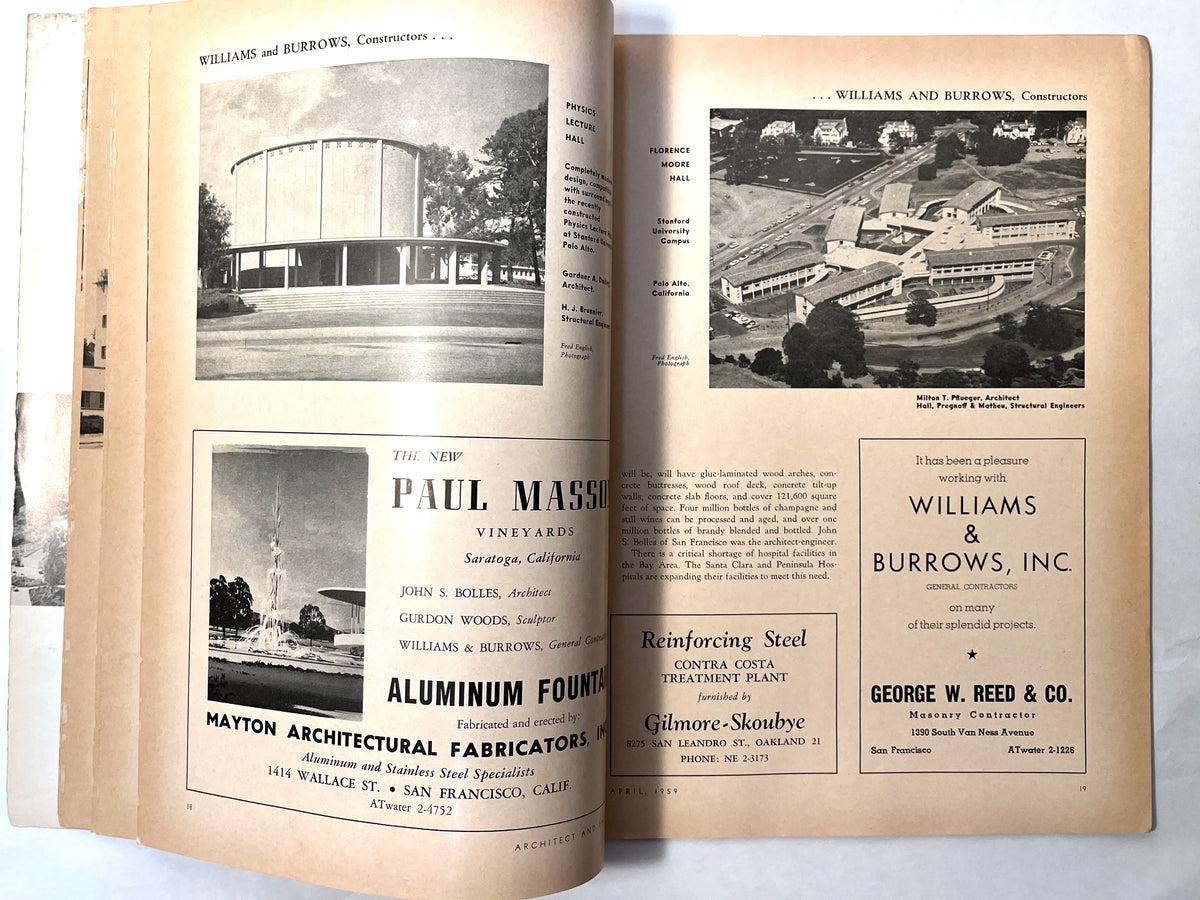 WILLIAMS and BURROWS, Constructors . . .
PHYSICS
LECTURE
HALL
Completely
design,
with
the recently
constructed
Physics Lecture
at Stanford
Palo Alto.
Gardner A.
Architect.
H. J. Brunnier,
Structural
Fred English,
Photograph
THE NEW
PAUL
VINEYARDS
Saratoga, California
JOHN S. BOLLES, Architect
GURDON WOODS, Sculptor
WILLIAMS & BURROWS, General
ALUMINUM
Fabricated and erected by:
MAYTON ARCHITECTURAL FABRICATORS,
Aluminum and Stainless Steel Specialists
1414 WALLACE ST. • SAN FRANCISCO, CALIF.
ATwater 2-4752
18
ARCHITECT AND
. . . WILLIAMS AND BURROWS, Constructors
FLORENCE
MOORE
HALL
Stanford
University
Campus
Palo Alto,
California
Fred English,
Photograph
Milton T. Pflueger, Architect
Hall, Pregnoff & Matheu, Structural Engineers
will be, will have glue-laminated wood arches, con-
crete buttresses, wood roof deck, concrete tilt-up
walls, concrete slab floors, and cover 121,600 square
feet of space. Four million bottles of champagne and
still wines can be processed and aged, and over one
million bottles of brandy blended and bottled. John
S. Bolles of San Francisco was the architect-engineer.
There is a critical shortage of hospital facilities in
the Bay Area. The Santa Clara and Peninsula Hos-
pitals are expanding their facilities to meet this need.
Reinforcing Steel
CONTRA COSTA
TREATMENT PLANT
furnished by
Gilmore-Skoubye
8275 SAN LEANDRO ST., OAKLAND 21
PHONE: NE 2-3173
It has been a pleasure
working with
WILLIAMS
&
BURROWS, INC.
GENERAL CONTRACTORS
on many
of their splendid projects.
★
GEORGE W. REED & CO.
Masonry Contractor
1390 South Van Ness Avenue
San Francisco ATwater 2-1226
APRIL, 1959
19